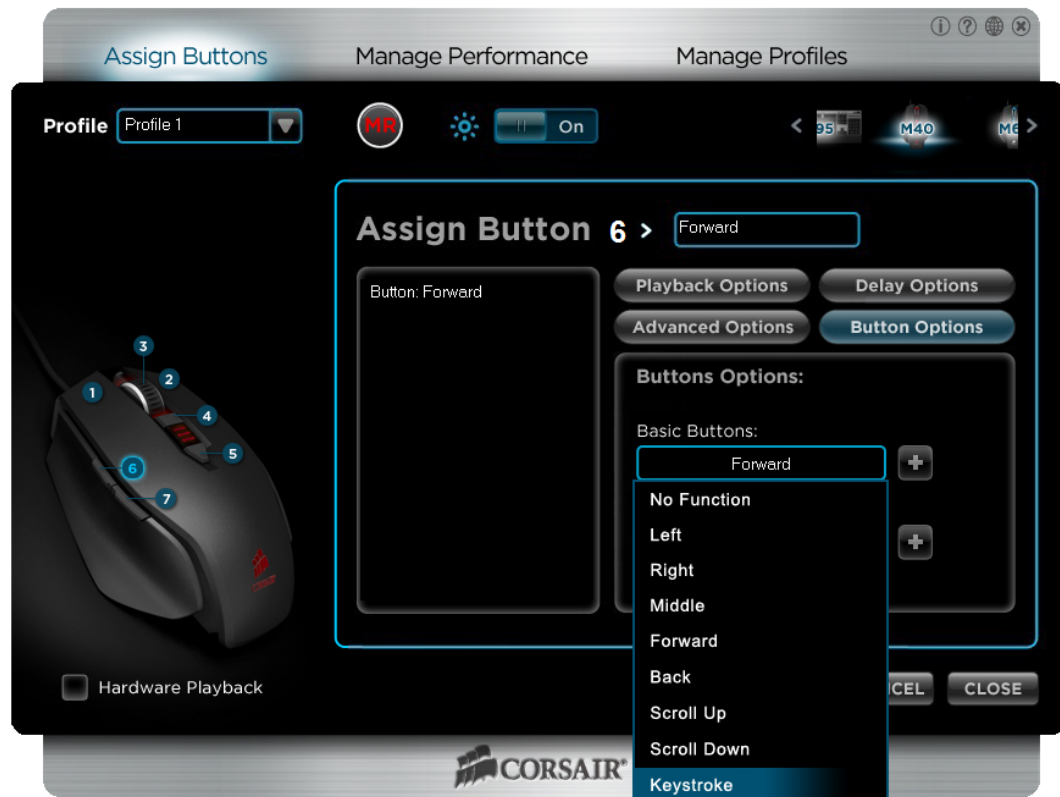 Assign Buttons
Manage Performance
Manage Profiles
Profile
Profile 1
MR
On
95
M40
M6
Assign Button 6 >
Forward
Button: Forward
Playback Options
Delay Options
Advanced Options
Button Options
Buttons Options:
Basic Buttons:
Forward
No Function
Left
Right
Middle
Forward
Back
Scroll Up
Scroll Down
Keystroke
1
2
3
4
5
6
7
Hardware Playback
CEL
CLOSE
CORSAIR